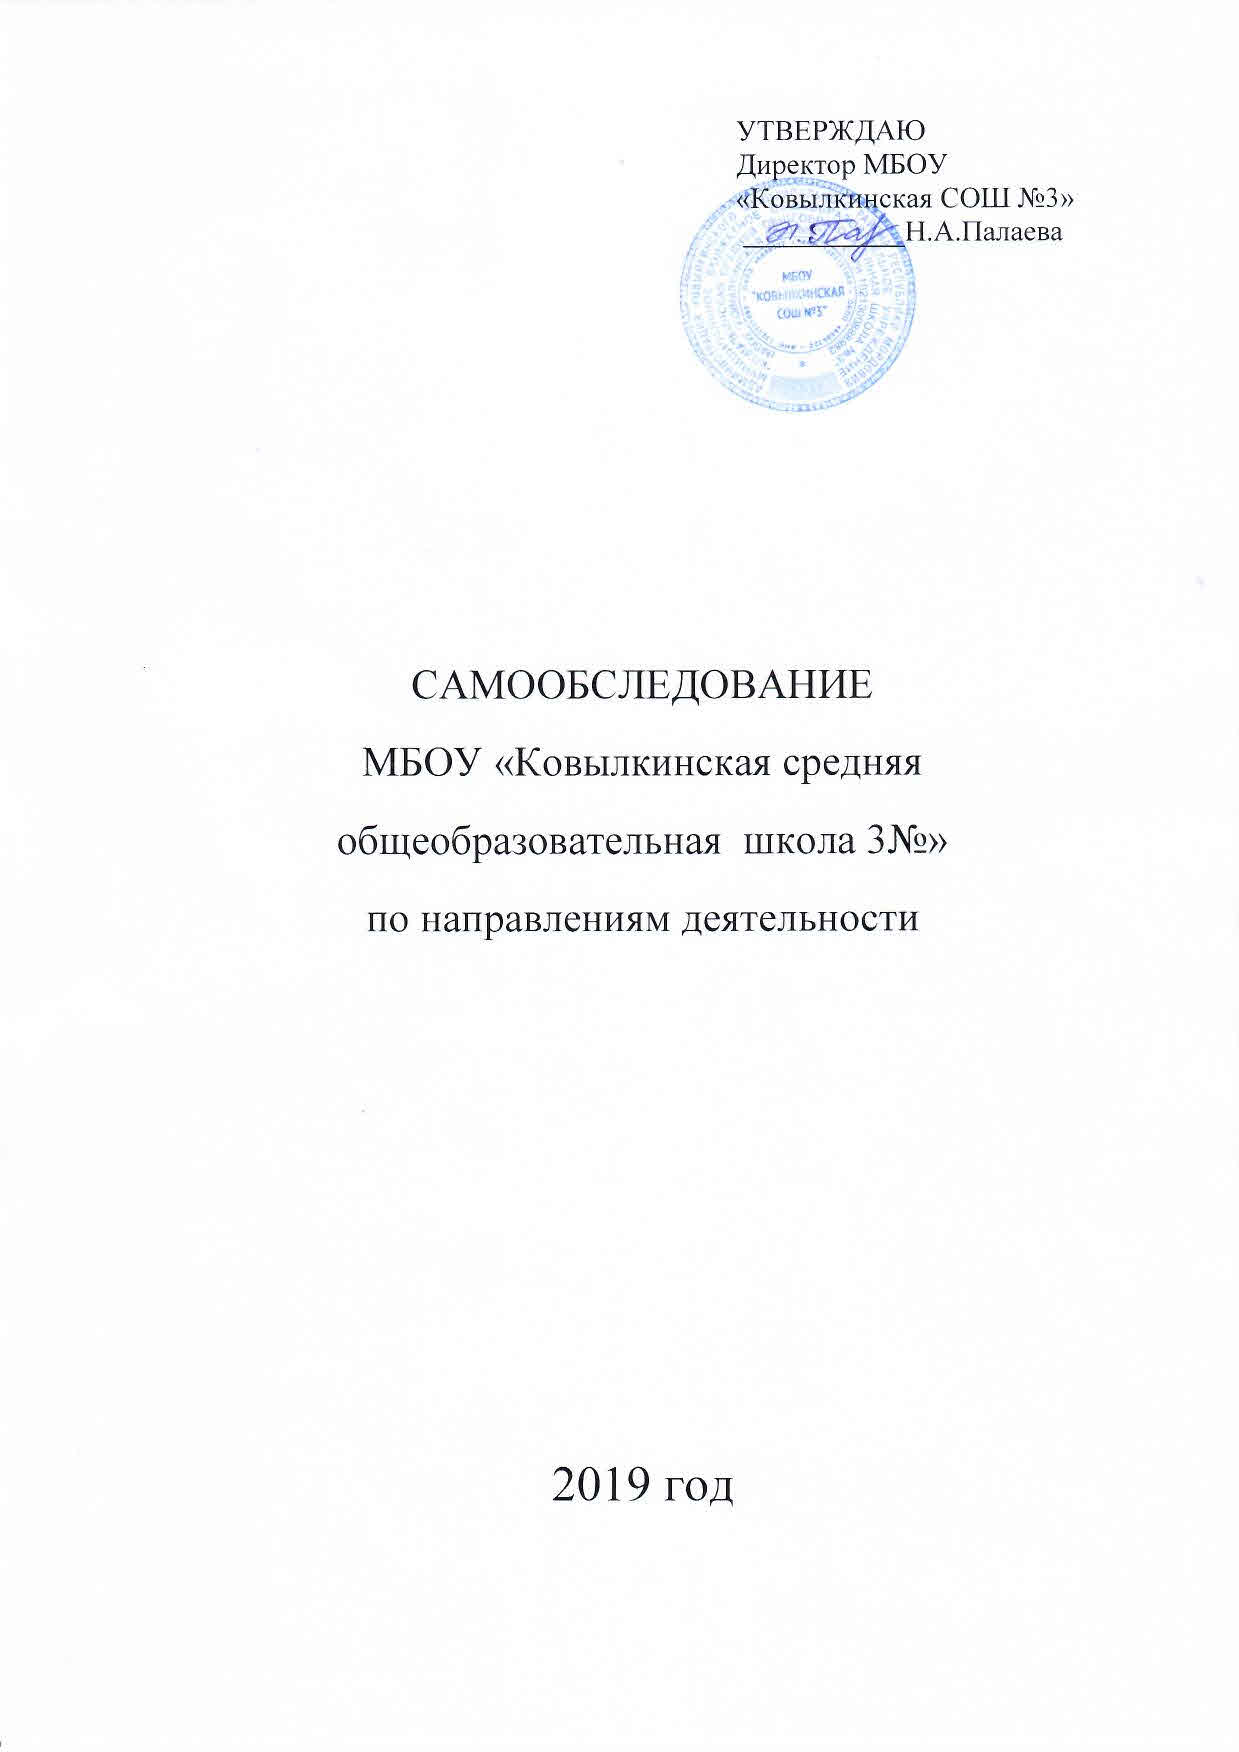 УТВЕРЖДАЮ
Директор МБОУ
«Ковылкинская СОШ №3»
Н.А.Палаева
МБОУ
"КОВЫЛКИНСКАЯ
СОШ №3"
САМООБСЛЕДОВАНИЕ
МБОУ «Ковылкинская средняя
общеобразовательная школа 3№»
по направлениям деятельности
2019 год